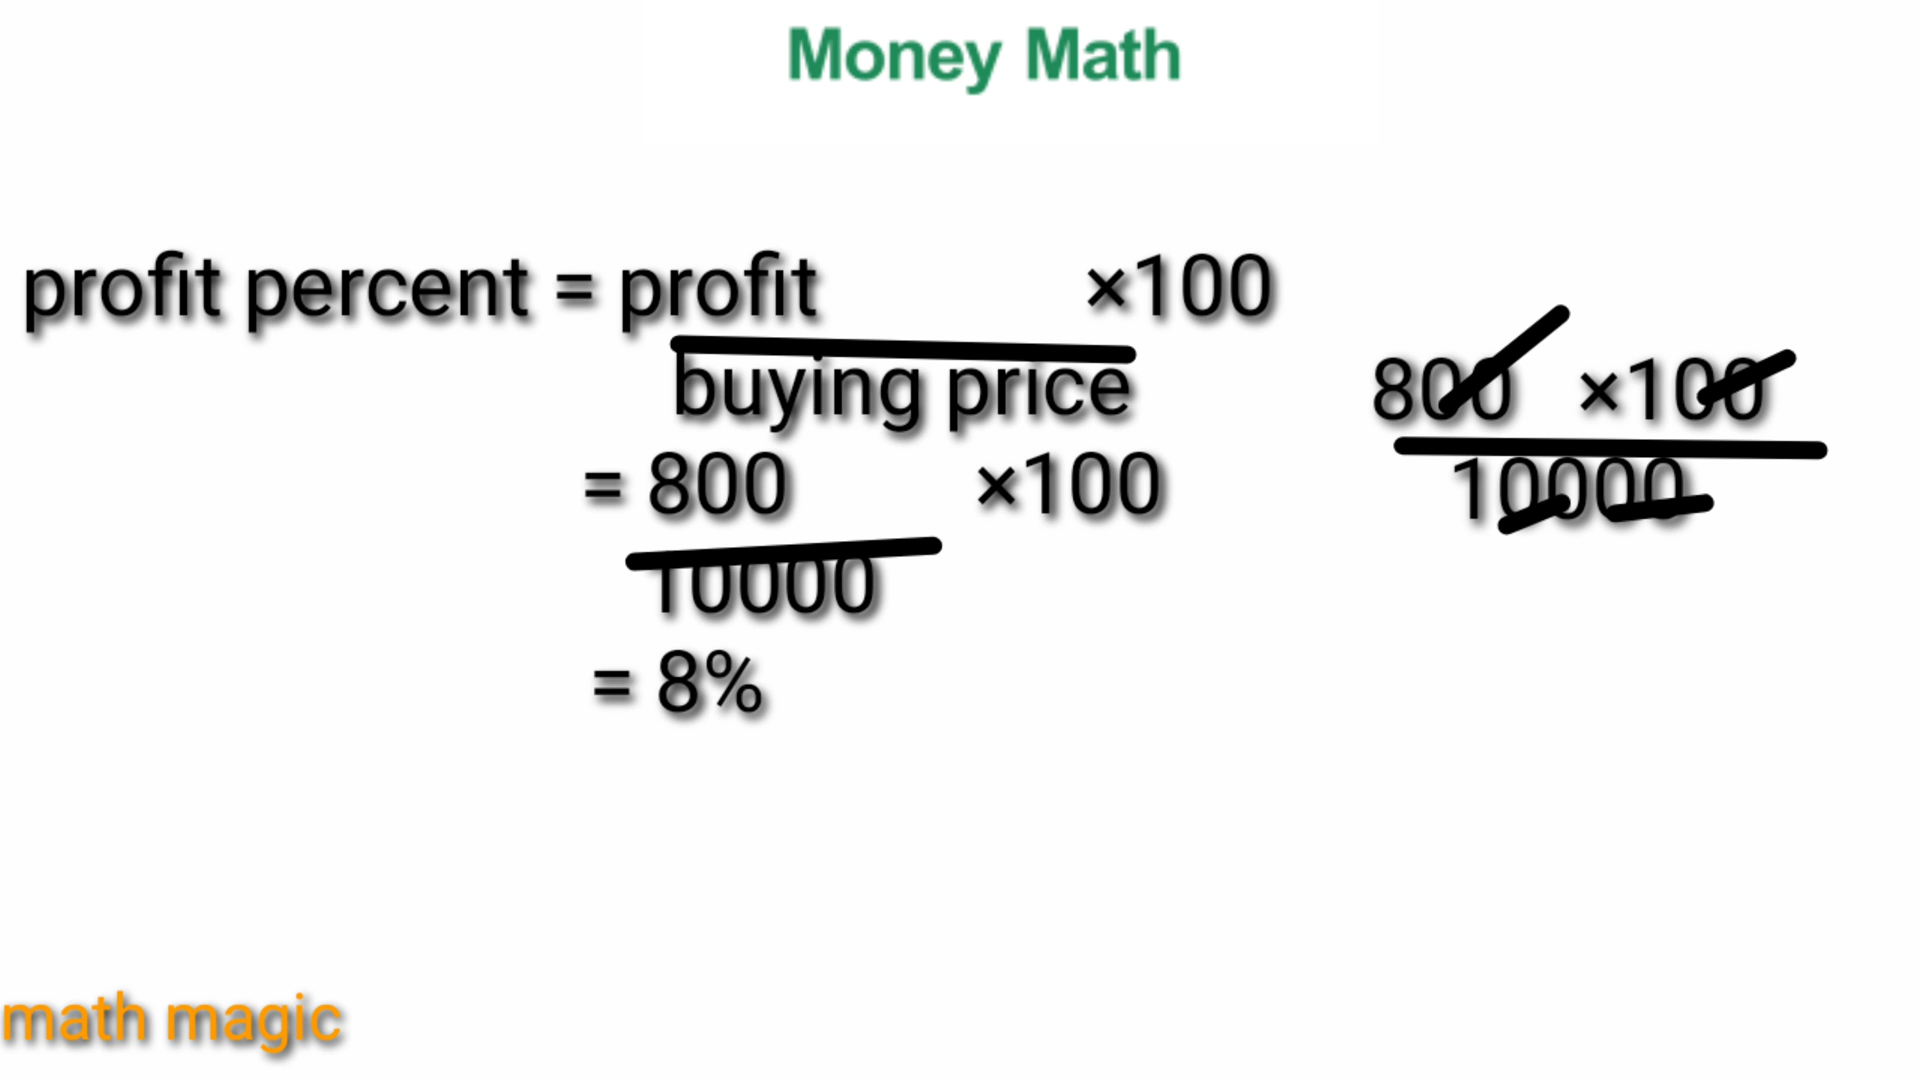 Money Math
profit percent = profit ×100
buying price
= 800 ×100
10000
= 8%
800 ×100
10000
math magic